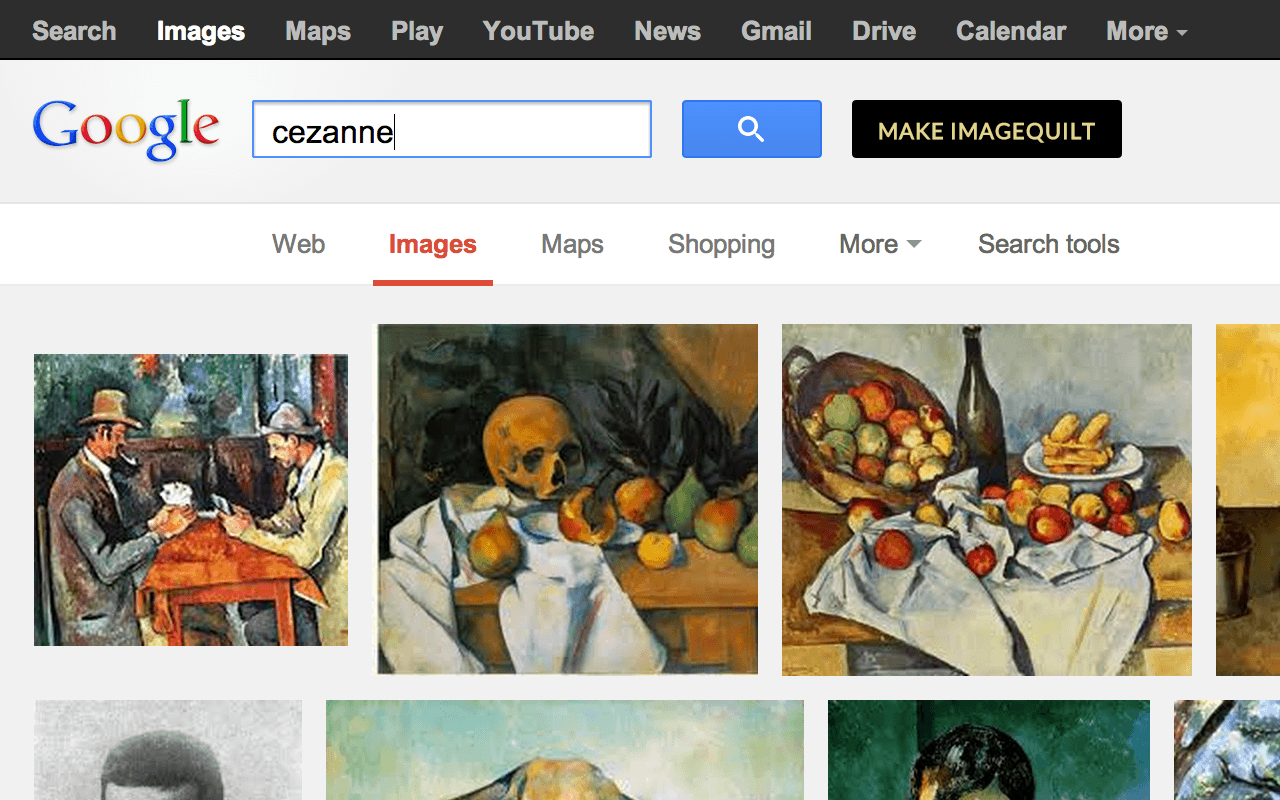 Search Images Maps Play YouTube News Gmail Drive Calendar More
Google cezanne MAKE IMAGEQUILT
Web Images Maps Shopping More Search tools